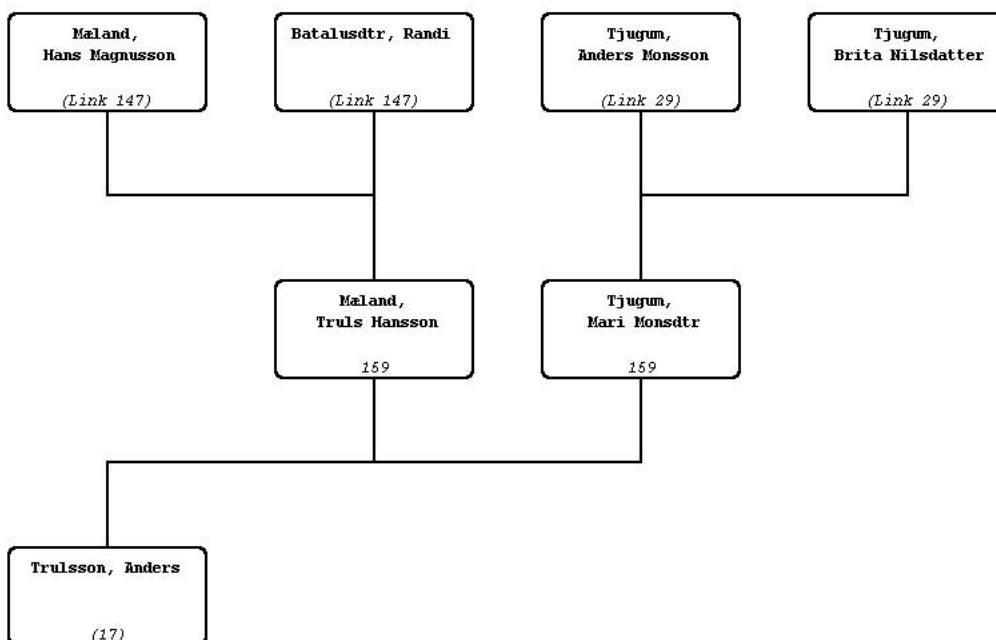 Mæland,
Hans Magnusson
(Link 147)
Batalusdtr, Randi
(Link 147)
Tjugum,
Anders Monsson
(Link 29)
Tjugum,
Brita Nilsdatter
(Link 29)
Mæland,
Truls Hansson
159
Tjugum,
Mari Monsdtr
159
Trulsson, Anders
(17)